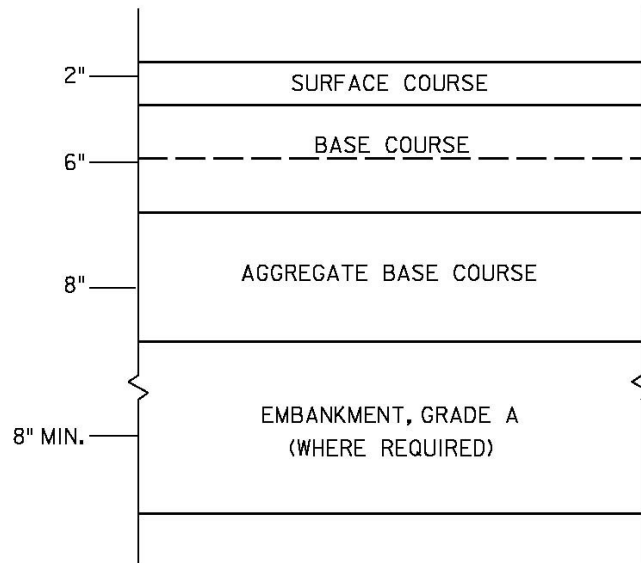 2" SURFACE COURSE
BASE COURSE
6"
AGGREGATE BASE COURSE
8"
EMBANKMENT, GRADE A
8" MIN.
(WHERE REQUIRED)